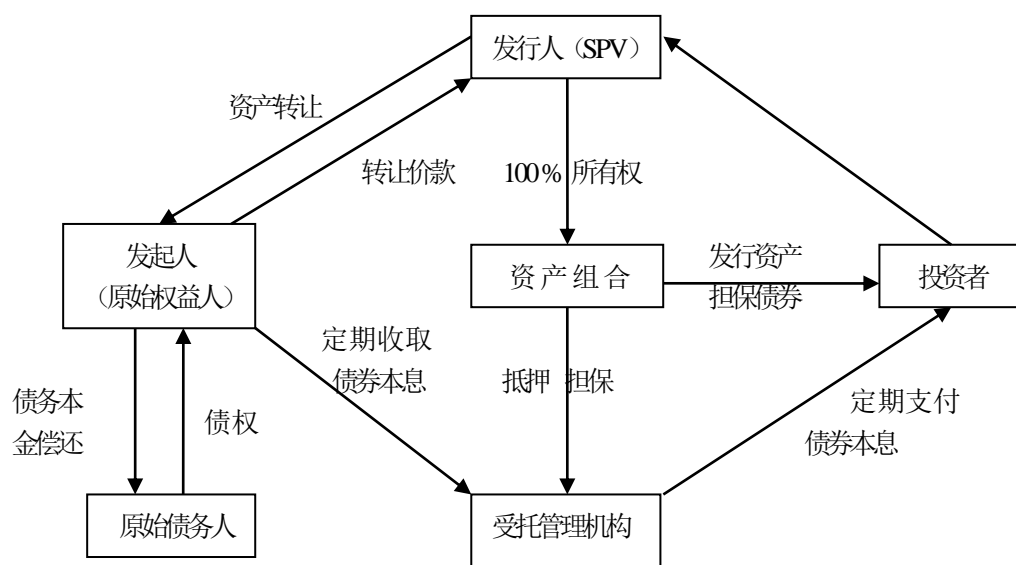 发行人（SPV）
资产转让
转让价款
100% 所有权
发起人
（原始权益人）
资产组合
发行资产
担保债券
投资者
定期收取
债券本息
抵押 担保
债务本
金偿还
债权
定期支付
债券本息
原始债务人
受托管理机构